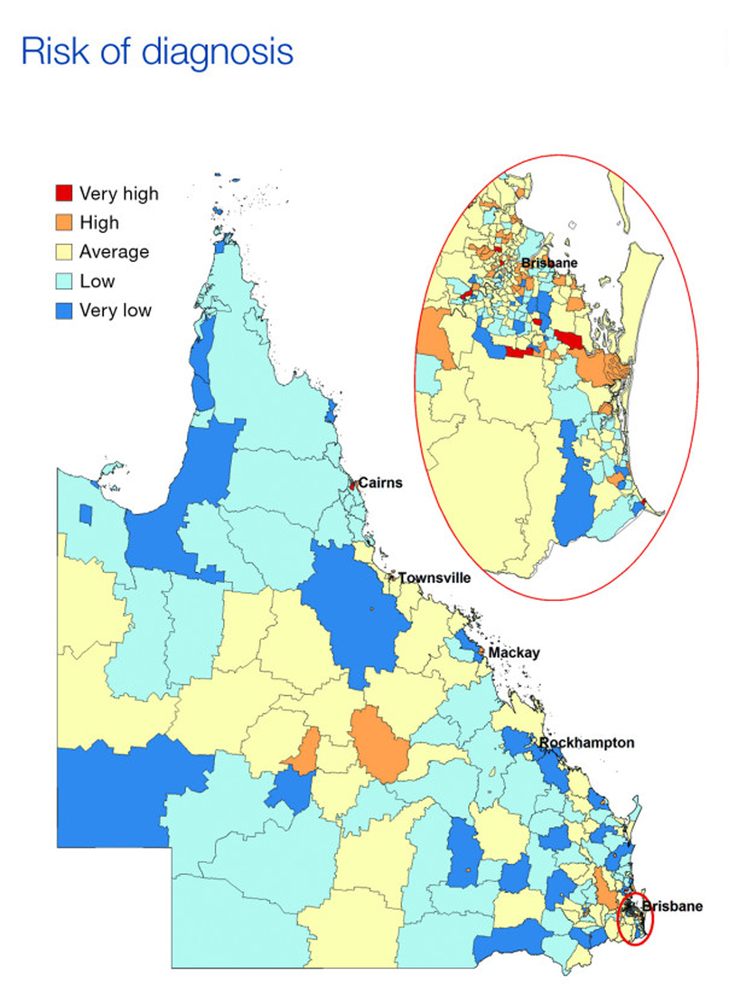 Risk of diagnosis
Very high
High
Average
Low
Very low
Brisbane
Cairns
Townsville
Mackay
Rockhampton
Brisbane